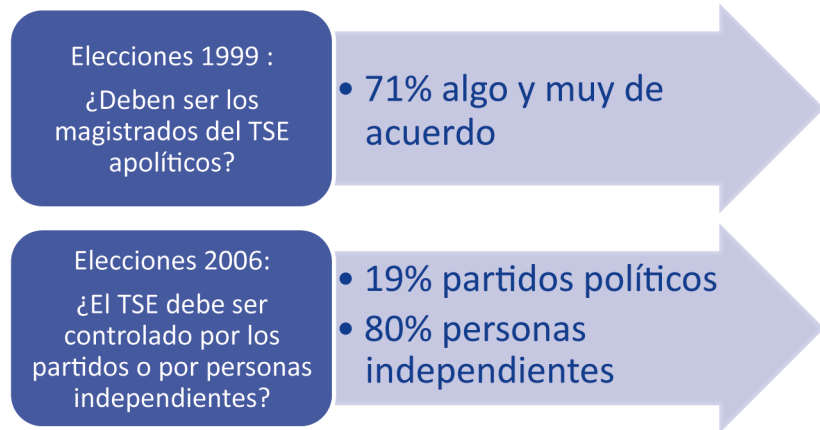 Elecciones 1999 :
¿Deben ser los
magistrados del TSE
apolíticos?
• 71% algo y muy de
acuerdo
Elecciones 2006:
¿El TSE debe ser
controlado por los
partidos o por personas
independientes?
• 19% partidos políticos
• 80% personas
independientes